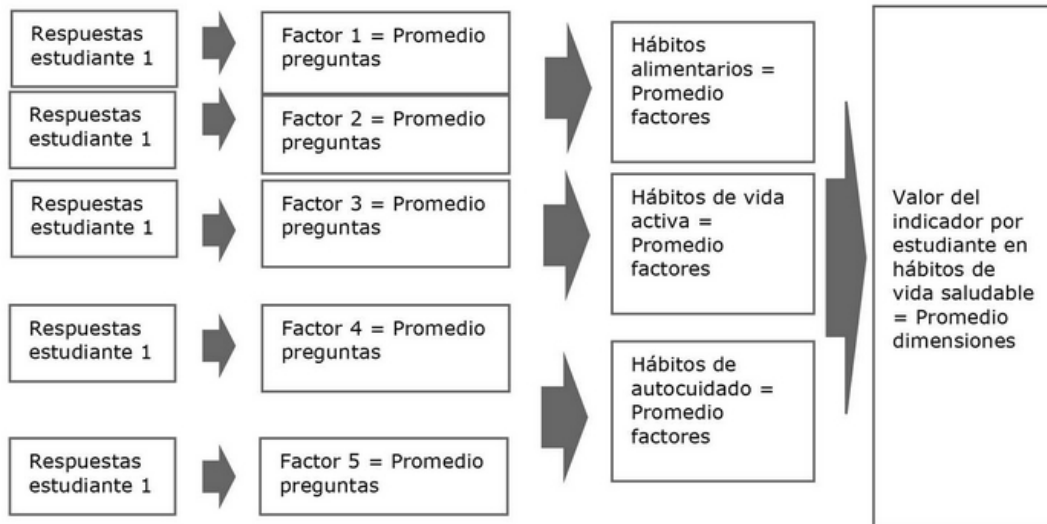 Respuestas
estudiante 1
Factor 1 = Promedio
preguntas
Respuestas
estudiante 1
Factor 2 = Promedio
preguntas
Respuestas
estudiante 1
Factor 3 = Promedio
preguntas
Respuestas
estudiante 1
Factor 4 = Promedio
preguntas
Respuestas
estudiante 1
Factor 5 = Promedio
preguntas
Hábitos
alimentarios =
Promedio
factores
Hábitos de vida
activa =
Promedio
factores
Hábitos de
autocuidado =
Promedio
factores
Valor del
indicador por
estudiante en
hábitos de
vida saludable
= Promedio
dimensiones